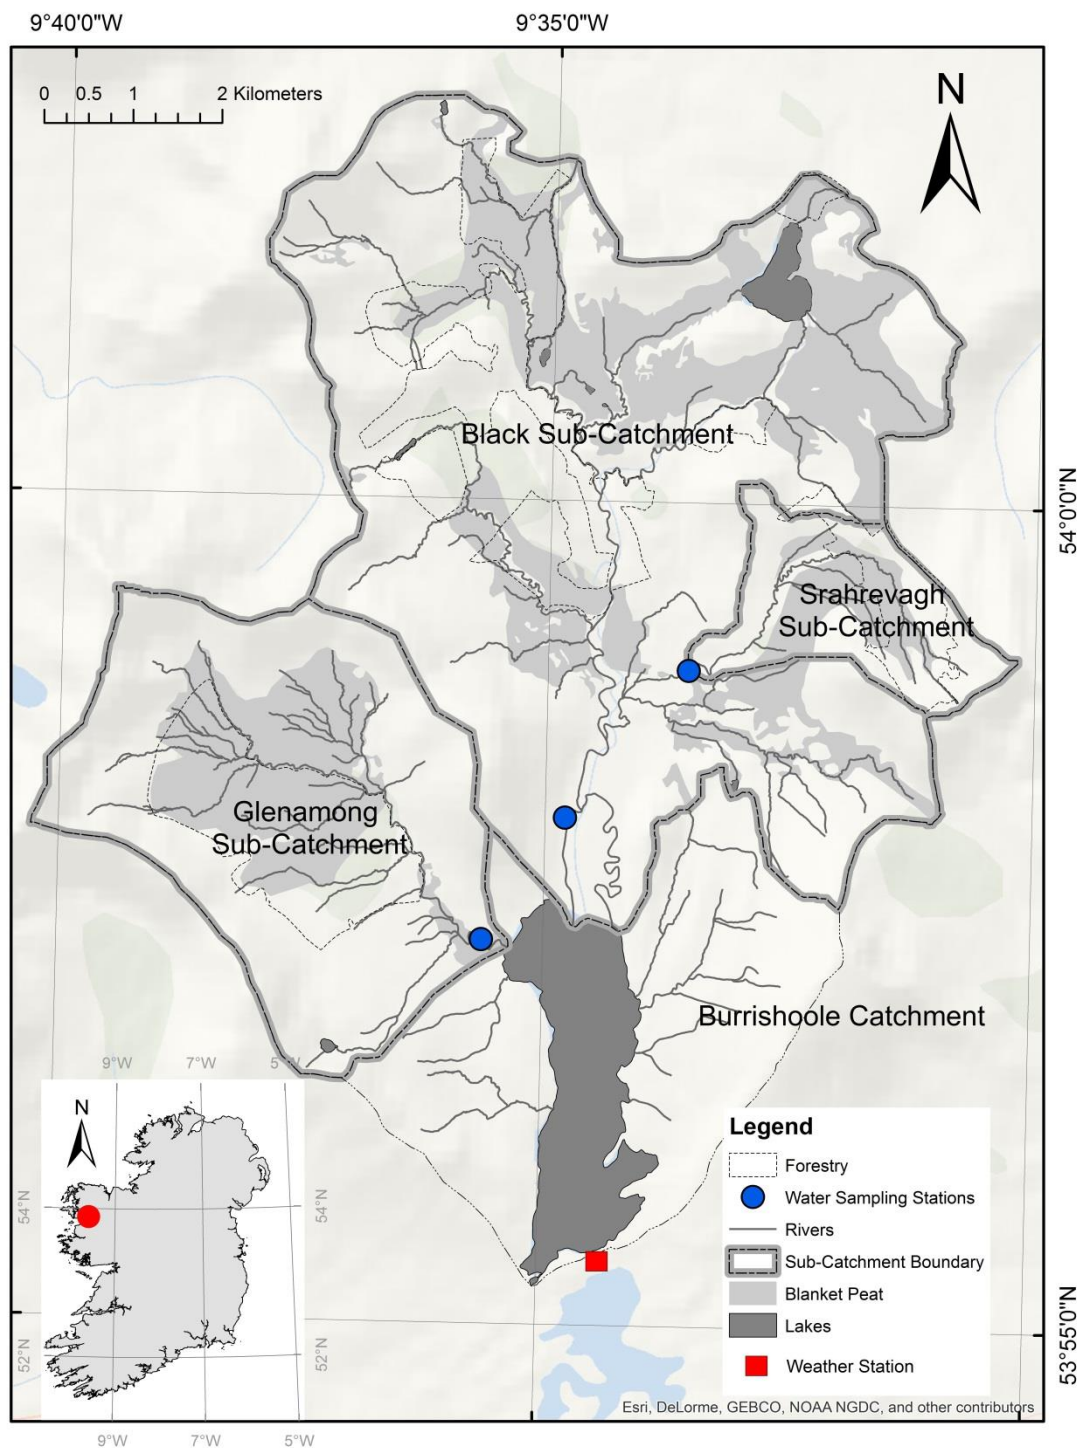 9°40'0"W
9°35'0"W
0 0.5 1 2 Kilometers
N
Black Sub-Catchment
54°0'0"N
Srahrevagh
Sub-Catchment
Glenamong
Sub-Catchment
Burrishoole Catchment
9°W 7°W 5°W
N
54°N
54°N
52°N
52°N
9°W 7°W 5°W
Legend
Forestry
Water Sampling Stations
Rivers
Sub-Catchment Boundary
Blanket Peat
Lakes
Weather Station
53°55'0"N
Esri, DeLorme, GEBCO, NOAA NGDC, and other contributors